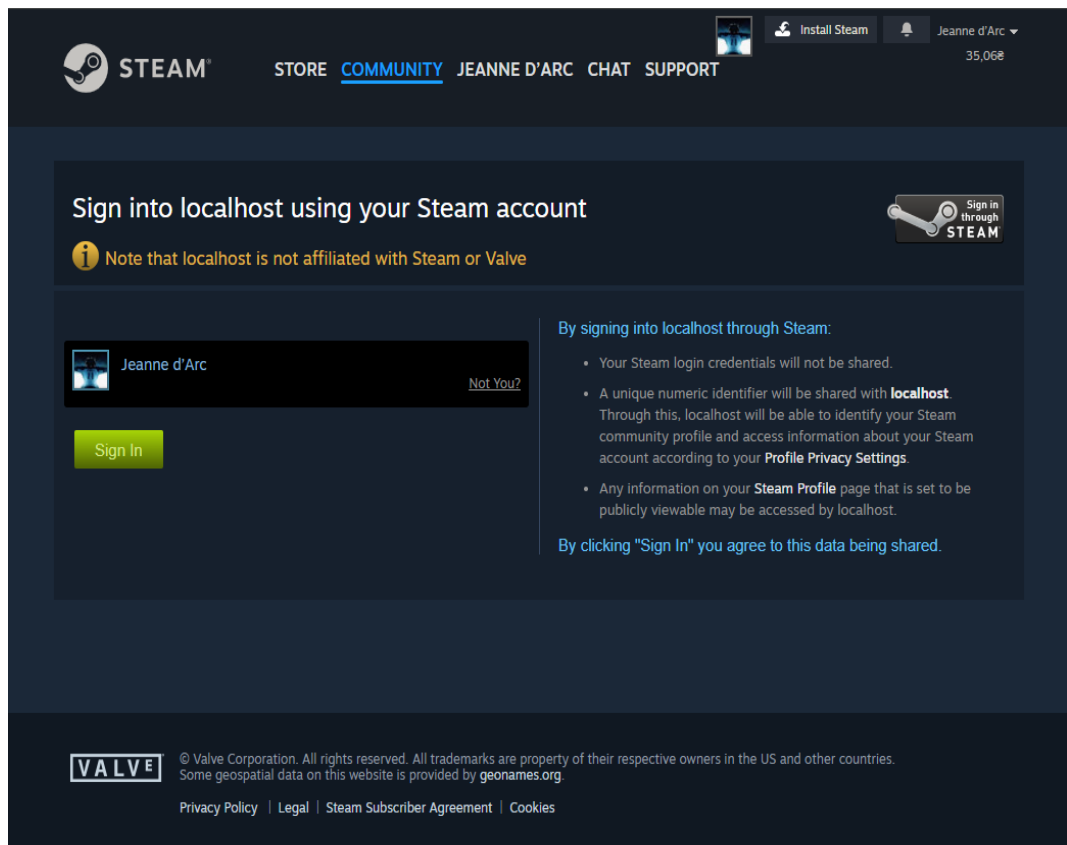 Install Steam
Jeanne d'Arc
35,06₴
STEAM®
STORE COMMUNITY JEANNE D'ARC CHAT SUPPORT
Sign into localhost using your Steam account
Note that localhost is not affiliated with Steam or Valve
Sign in
through
STEAM
Jeanne d'Arc
Not You?
Sign In
By signing into localhost through Steam:
• Your Steam login credentials will not be shared.
• A unique numeric identifier will be shared with localhost.
Through this, localhost will be able to identify your Steam
community profile and access information about your Steam
account according to your Profile Privacy Settings.
• Any information on your Steam Profile page that is set to be
publicly viewable may be accessed by localhost.
By clicking "Sign In" you agree to this data being shared.
VALVE
© Valve Corporation. All rights reserved. All trademarks are property of their respective owners in the US and other countries.
Some geospatial data on this website is provided by geonames.org.
Privacy Policy | Legal | Steam Subscriber Agreement | Cookies